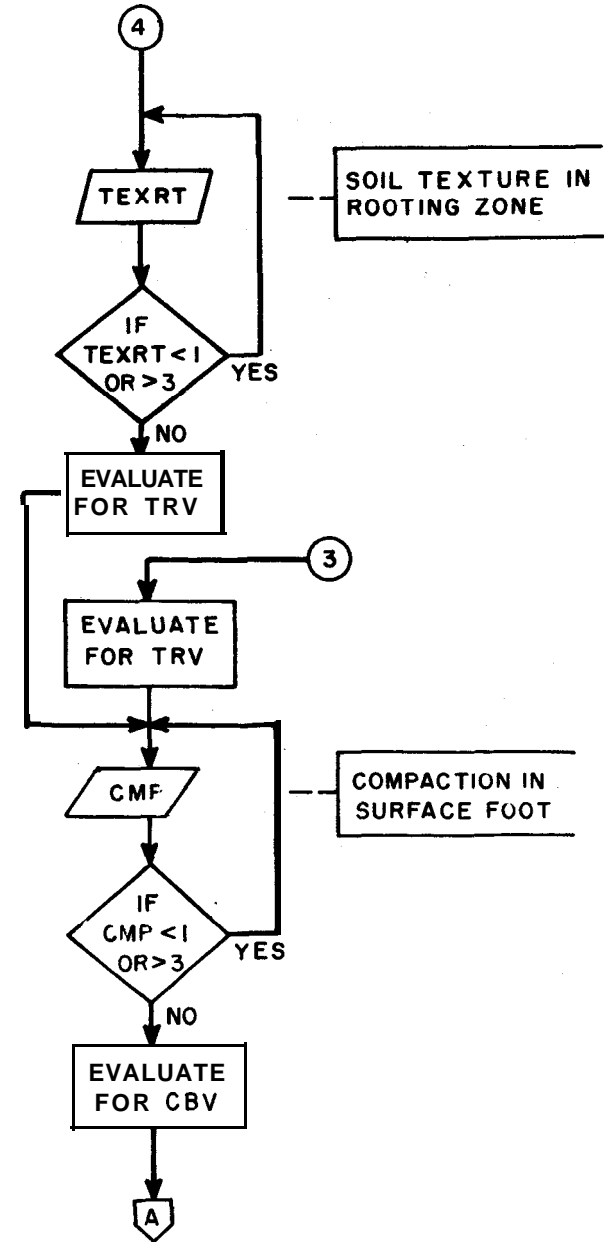 4
TEXRT
SOIL TEXTURE IN
ROOTING ZONE
IF
TEXRT < 1
OR > 3
YES
NO
EVALUATE
FOR TRV
3
EVALUATE
FOR TRV
CMP
COMPACTION IN
SURFACE FOOT
IF
CMP < 1
OR > 3
YES
NO
EVALUATE
FOR CBV
A